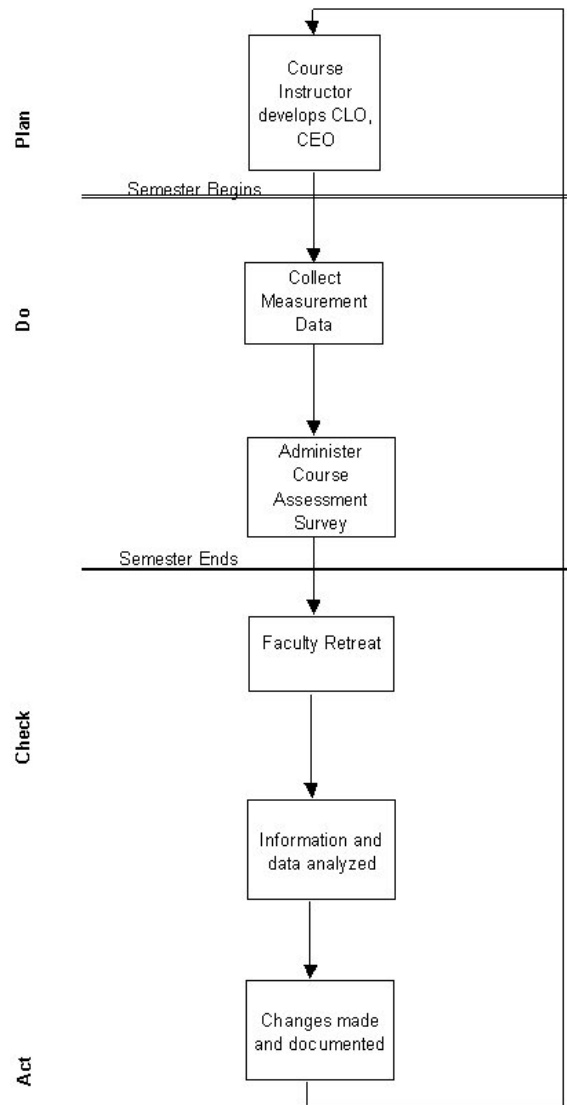 Plan
Course
Instructor
develops CLO,
CEO
Semester Begins
Do
Collect
Measurement
Data
Administer
Course
Assessment
Survey
Semester Ends
Check
Faculty Retreat
Information and
data analyzed
Act
Changes made
and documented